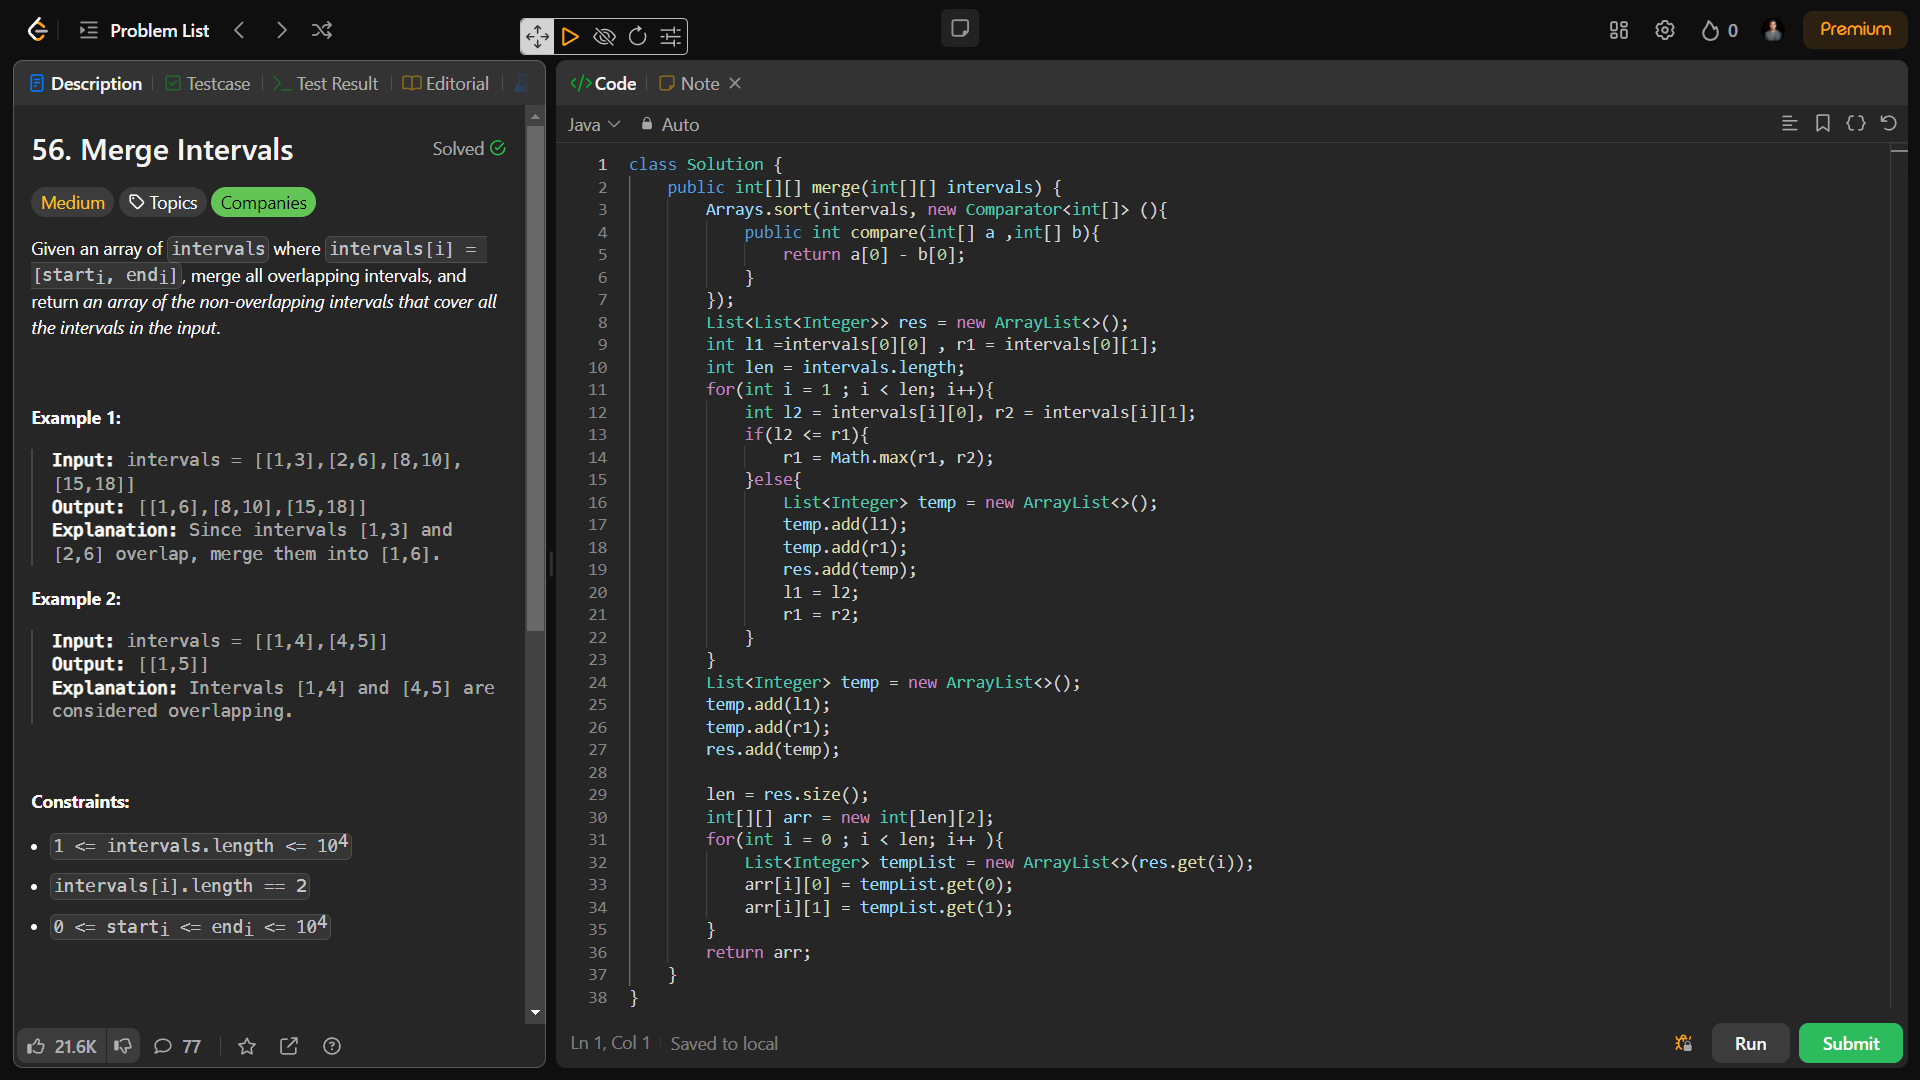 Problem List
0
Premium
Description
Testcase
Test Result
Editorial
56. Merge Intervals
Solved
Medium
Topics
Companies
Given an array of intervals where intervals[i] =
[starti, endi], merge all overlapping intervals, and
return an array of the non-overlapping intervals that cover all
the intervals in the input.
Example 1:
Input: intervals = [[1,3],[2,6],[8,10],
[15,18]]
Output: [[1,6],[8,10],[15,18]]
Explanation: Since intervals [1,3] and
[2,6] overlap, merge them into [1,6].
Example 2:
Input: intervals = [[1,4],[4,5]]
Output: [[1,5]]
Explanation: Intervals [1,4] and [4,5] are
considered overlapping.
Constraints:
1 <= intervals.length <= 10^4
intervals[i].length == 2
0 <= starti <= endi <= 10^4
21.6K
77
</> Code
Note
Java
Auto
1 class Solution {
2     public int[][] merge(int[][] intervals) {
3         Arrays.sort(intervals, new Comparator<int[]> (){
4             public int compare(int[] a ,int[] b){
5                 return a[0] - b[0];
6             }
7         });
8         List<List<Integer>> res = new ArrayList<>();
9         int l1 =intervals[0][0] , r1 = intervals[0][1];
10         int len = intervals.length;
11         for(int i = 1 ; i < len; i++){
12             int l2 = intervals[i][0], r2 = intervals[i][1];
13             if(l2 <= r1){
14                 r1 = Math.max(r1, r2);
15             }else{
16                 List<Integer> temp = new ArrayList<>();
17                 temp.add(l1);
18                 temp.add(r1);
19                 res.add(temp);
20                 l1 = l2;
21                 r1 = r2;
22             }
23         }
24         List<Integer> temp = new ArrayList<>();
25         temp.add(l1);
26         temp.add(r1);
27         res.add(temp);
28
29         len = res.size();
30         int[][] arr = new int[len][2];
31         for(int i = 0 ; i < len; i++ ){
32             List<Integer> tempList = new ArrayList<>(res.get(i));
33             arr[i][0] = tempList.get(0);
34             arr[i][1] = tempList.get(1);
35         }
36         return arr;
37     }
38 }
Ln 1, Col 1
Saved to local
Run
Submit